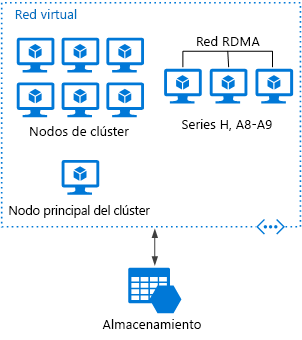 Red virtual
Red RDMA
Nodos de clúster
Series H, A8-A9
Nodo principal del clúster
Almacenamiento